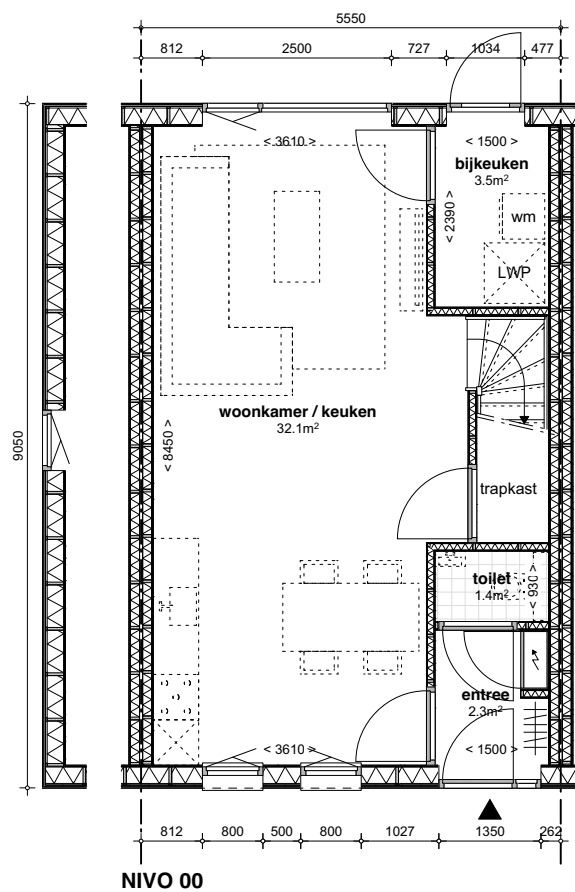 5550
812 2500 727 1034 477
< 3610 > < 1500 >
bijkeuken
3.5m²
< 2390 >
wm
LWP
woonkamer / keuken
32.1m²
< 8450 >
9050
trapkast
toilet
1.4m²
< 930 >
entree
2.3m²
< 3610 > < 1500 >
812 800 500 800 1027 1350 262
NIVO 00